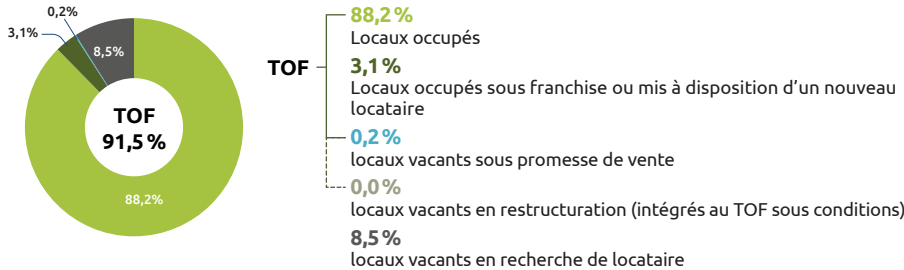 0,2%
3,1%
8,5%
TOF
91,5 %
88,2%
TOF
88,2 %
Locaux occupés
3,1 %
Locaux occupés sous franchise ou mis à disposition d’un nouveau
locataire
0,2 %
locaux vacants sous promesse de vente
0,0 %
locaux vacants en restructuration (intégrés au TOF sous conditions)
8,5 %
locaux vacants en recherche de locataire